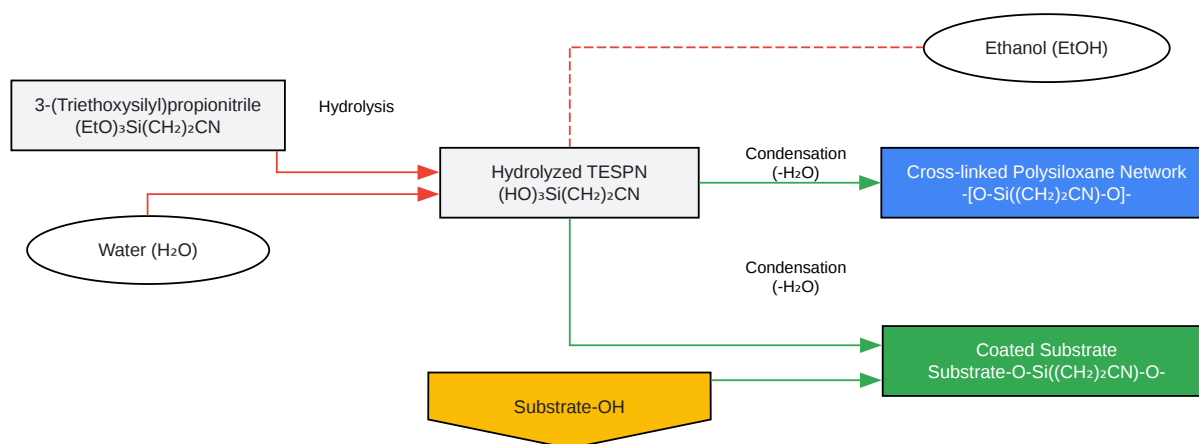 Ethanol (EtOH)
3-(Triethoxysilyl)propionitrile
(EtO)₃Si(CH₂)₂CN
Hydrolysis
Water (H₂O)
Hydrolyzed TESPN
(HO)₃Si(CH₂)₂CN
Condensation
(-H₂O)
Cross-linked Polysiloxane Network
-[O-Si((CH₂)₂CN)-O]-
Condensation
(-H₂O)
Coated Substrate
Substrate-O-Si((CH₂)₂CN)-O-
Substrate-OH